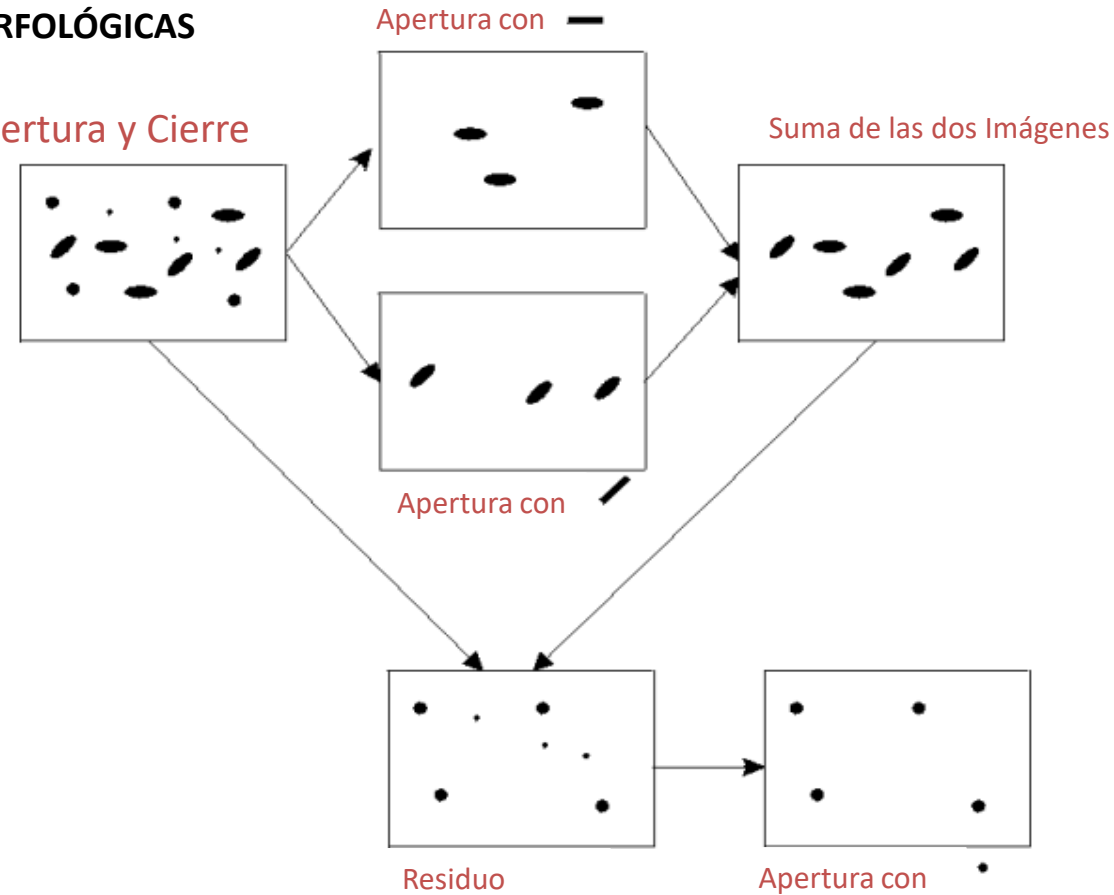 RFOLÓGICAS
Apertura con
ertura y Cierre
Suma de las dos Imágenes
Apertura con
Residuo
Apertura con